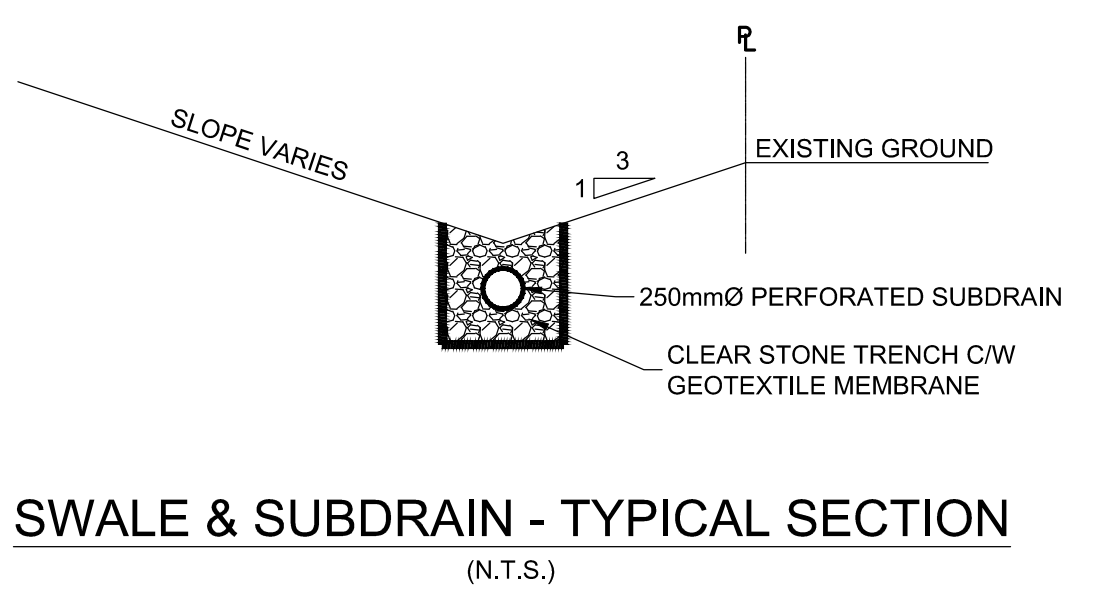 PL
SLOPE VARIES
3
1
EXISTING GROUND
250mmØ PERFORATED SUBDRAIN
CLEAR STONE TRENCH C/W
GEOTEXTILE MEMBRANE
SWALE & SUBDRAIN - TYPICAL SECTION
(N.T.S.)